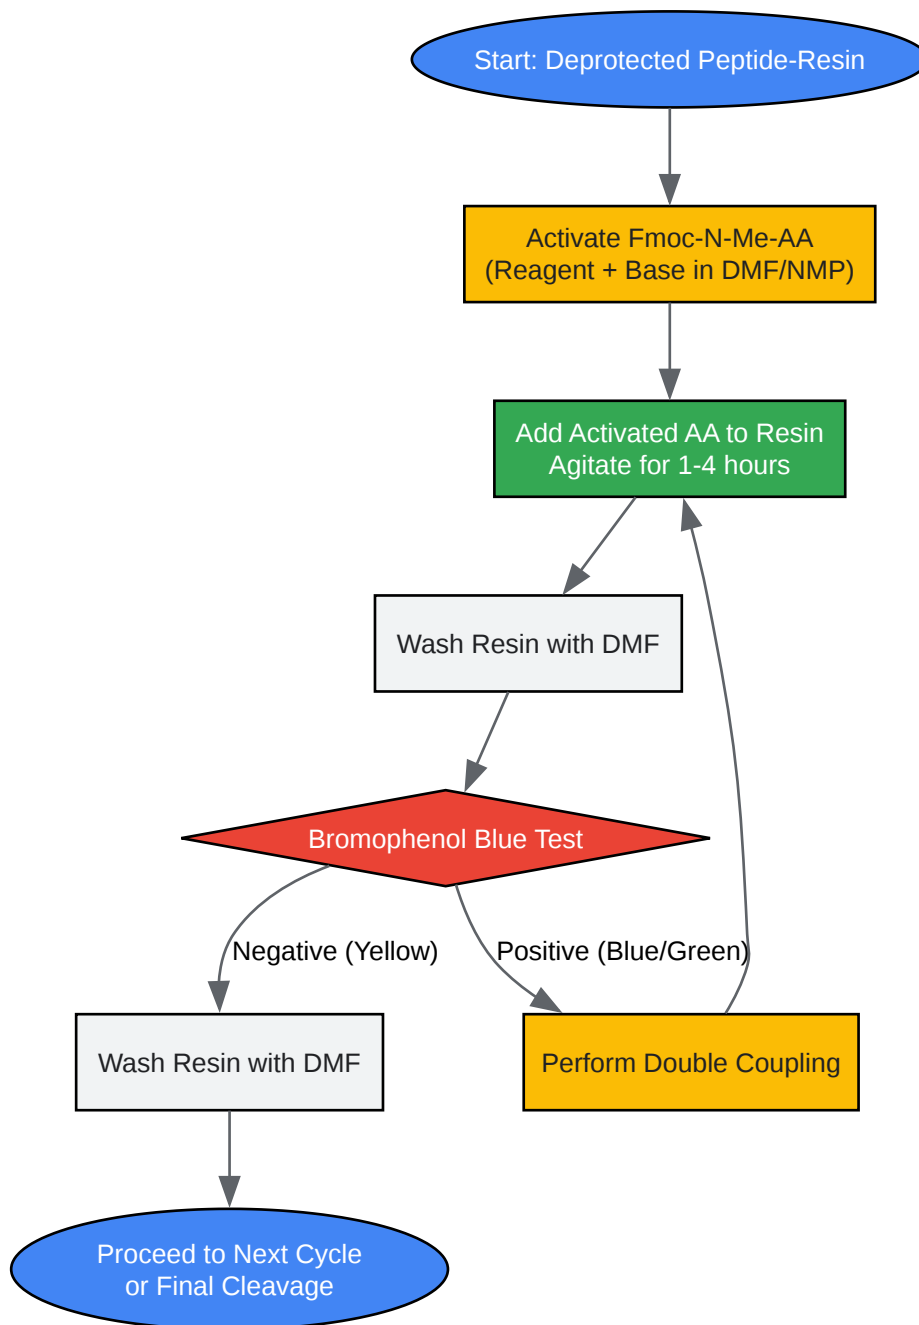 Start: Deprotected Peptide-Resin
Activate Fmoc-N-Me-AA
(Reagent + Base in DMF/NMP)
Add Activated AA to Resin
Agitate for 1-4 hours
Wash Resin with DMF
Bromophenol Blue Test
Negative (Yellow)
Positive (Blue/Green)
Wash Resin with DMF
Perform Double Coupling
Proceed to Next Cycle
or Final Cleavage